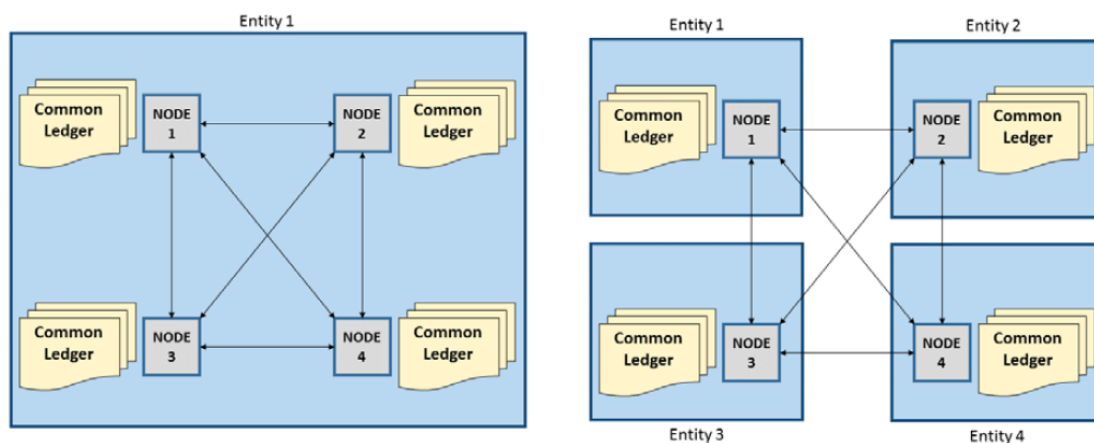 Entity 1
Common
Ledger
NODE
1
NODE
2
Common
Ledger
Common
Ledger
NODE
3
NODE
4
Common
Ledger
Entity 1
Entity 2
Common
Ledger
NODE
1
NODE
2
Common
Ledger
Common
Ledger
NODE
3
NODE
4
Common
Ledger
Entity 3
Entity 4